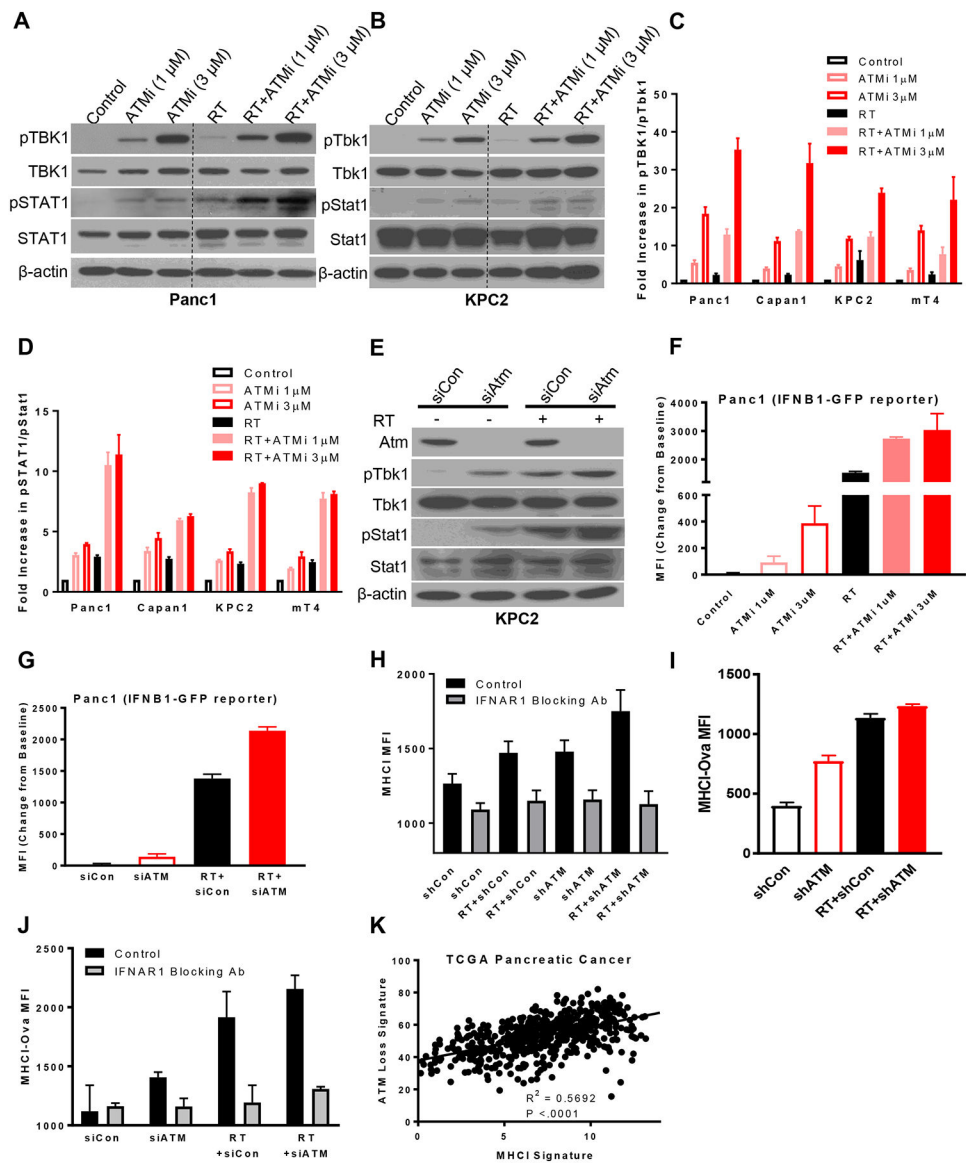 A
Control
ATMi (1 µM)
ATMi (3 µM)
RT
RT+ATMi (1 µM)
RT+ATMi (3 µM)
pTBK1
TBK1
pSTAT1
STAT1
β-actin
Panc1
B
Control
ATMi (1 µM)
ATMi (3 µM)
RT
RT+ATMi (1 µM)
RT+ATMi (3 µM)
pTbk1
Tbk1
pStat1
Stat1
β-actin
KPC2
C
Fold Increase in pTBK1/pTbk1
50
40
30
20
10
0
Control
ATMi 1µM
ATMi 3µM
RT
RT+ATMi 1µM
RT+ATMi 3µM
Panc1 Capan1 KPC2 mT4
D
Fold Increase in pSTAT1/pStat1
15
10
5
0
Control
ATMi 1µM
ATMi 3µM
RT
RT+ATMi 1µM
RT+ATMi 3µM
Panc1 Capan1 KPC2 mT4
E
siCon siAtm siCon siAtm
RT - - + +
Atm
pTbk1
Tbk1
pStat1
Stat1
β-actin
KPC2
F
Panc1 (IFNB1-GFP reporter)
MFI (Change from Baseline)
4000
3000
2000
1000
600
400
200
0
Control
ATMi 1uM
ATMi 3uM
RT
RT+ATMi 1uM
RT+ATMi 3uM
G
Panc1 (IFNB1-GFP reporter)
MFI (Change from Baseline)
2500
2000
1500
1000
500
0
siCon siATM RT+ RT+
siCon siATM
H
Control
IFNAR1 Blocking Ab
MHCI MFI
2000
1500
1000
shCon
shCon
RT+shCon
RT+shCon
shATM
shATM
RT+shATM
RT+shATM
I
MHCI-Ova MFI
1500
1000
500
0
shCon
shATM
RT+shCon
RT+shATM
J
Control
IFNAR1 Blocking Ab
MHCI-Ova MFI
2500
2000
1500
1000
siCon siATM RT RT
+siCon +siATM
K
TCGA Pancreatic Cancer
ATM Loss Signature
100
80
60
40
20
0
R² = 0.5692
P <.0001
0 5 10
MHCI Signature